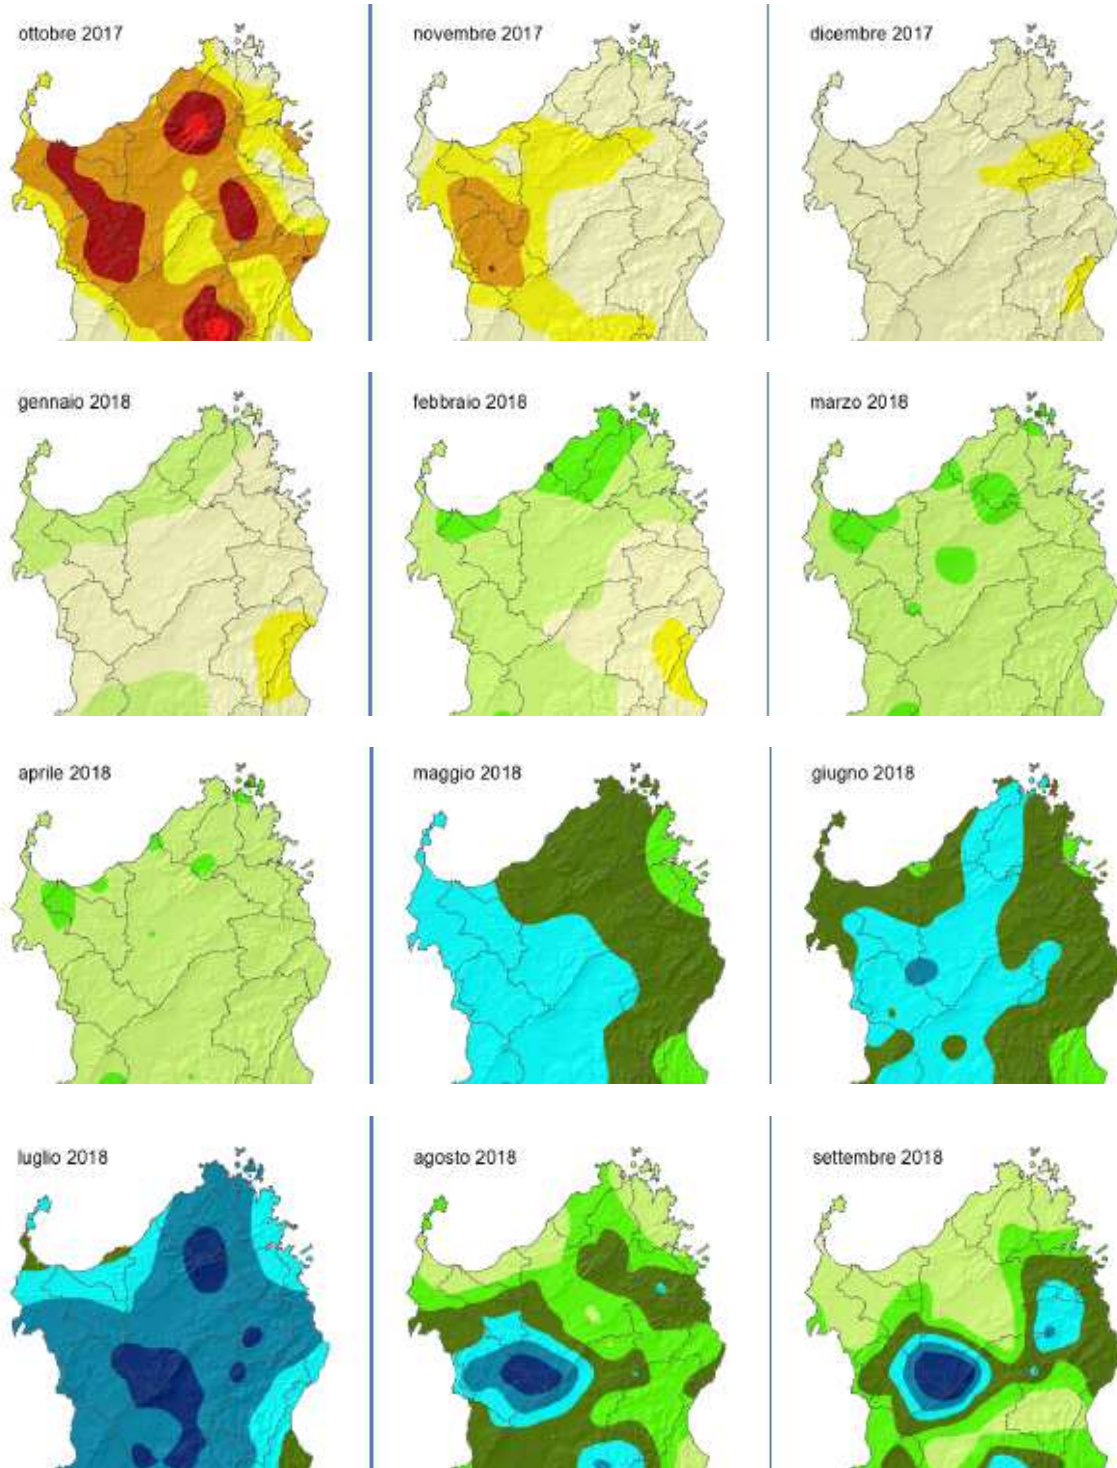 ottobre 2017
novembre 2017
dicembre 2017
gennaio 2018
febbraio 2018
marzo 2018
aprile 2018
maggio 2018
giugno 2018
luglio 2018
agosto 2018
settembre 2018